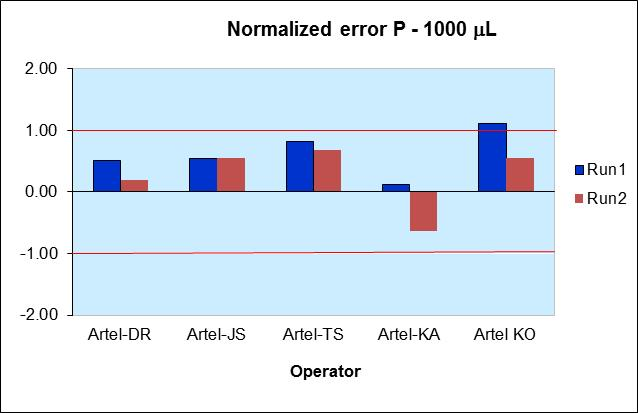 Normalized error P - 1000 µL
2.00
1.00
0.00
-1.00
-2.00
Artel-DR Artel-JS Artel-TS Artel-KA Artel KO
Operator
Run1
Run2